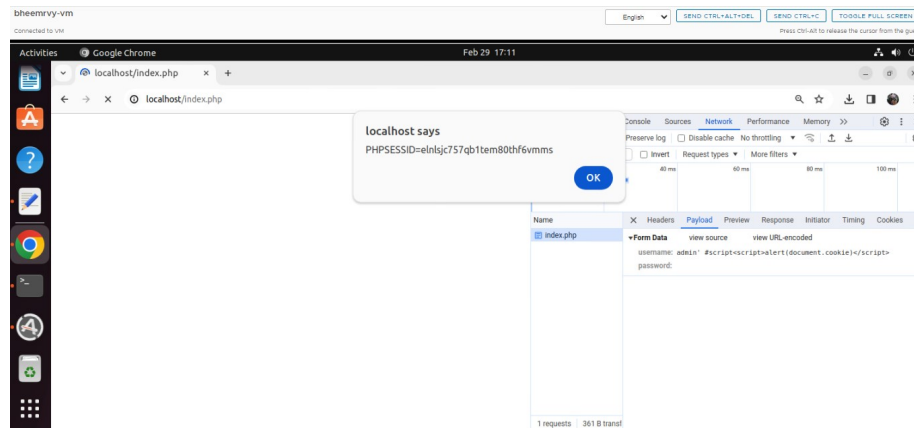 bheemrvy-vm
English
SEND CTRL+ALT+DEL
SEND CTRL+C
TOGGLE FULL SCREEN
Connected to VM
Press Ctrl-Alt to release the cursor from the gue
Activities
Google Chrome
Feb 29 17:11
localhost/index.php
localhost/index.php
localhost says
PHPSESSID=elnlsjc757qb1tem80thf6vmms
OK
Console Sources Network Performance Memory
Preserve log Disable cache No throttling
Invert Request types More filters
40 ms 60 ms 80 ms 100 ms
Name
Headers Payload Preview Response Initiator Timing Cookies
index.php
Form Data view source view URL-encoded
username: admin' #script<script>alert(document.cookie)</script>
password:
1 requests 361 B transf